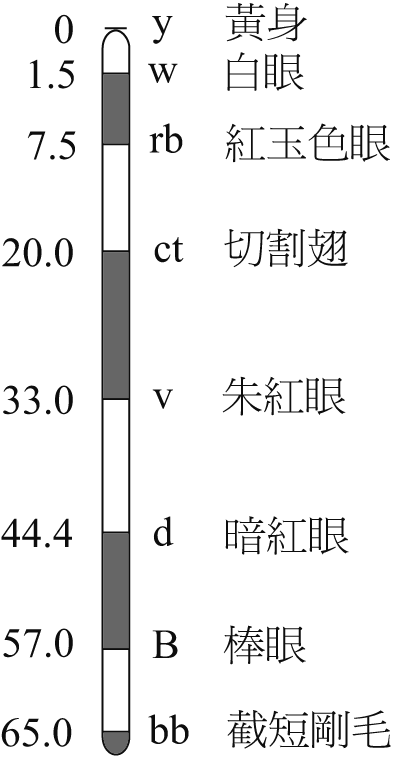 0 y 黃身
1.5 w 白眼
7.5 rb 紅玉色眼
20.0 ct 切割翅
33.0 v 朱紅眼
44.4 d 暗紅眼
57.0 B 棒眼
65.0 bb 截短剛毛